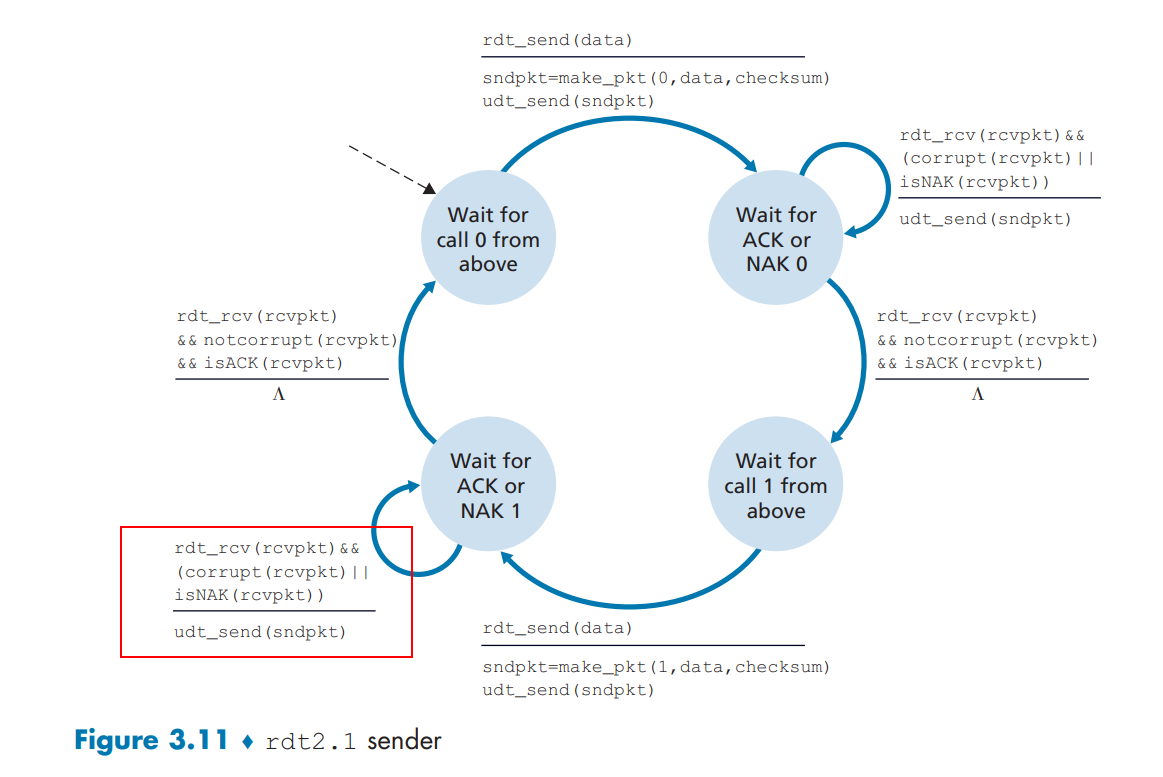 rdt_send(data)
sndpkt=make_pkt(0,data,checksum)
udt_send(sndpkt)
rdt_rcv(rcvpkt)&&
(corrupt(rcvpkt)||
isNAK(rcvpkt))
udt_send(sndpkt)
Wait for
call 0 from
above
Wait for
ACK or
NAK 0
rdt_rcv(rcvpkt)
&& notcorrupt(rcvpkt)
&& isACK(rcvpkt)
Λ
rdt_rcv(rcvpkt)
&& notcorrupt(rcvpkt)
&& isACK(rcvpkt)
Λ
Wait for
ACK or
NAK 1
Wait for
call 1 from
above
rdt_rcv(rcvpkt)&&
(corrupt(rcvpkt)||
isNAK(rcvpkt))
udt_send(sndpkt)
rdt_send(data)
sndpkt=make_pkt(1,data,checksum)
udt_send(sndpkt)
Figure 3.11 ♦ rdt2.1 sender